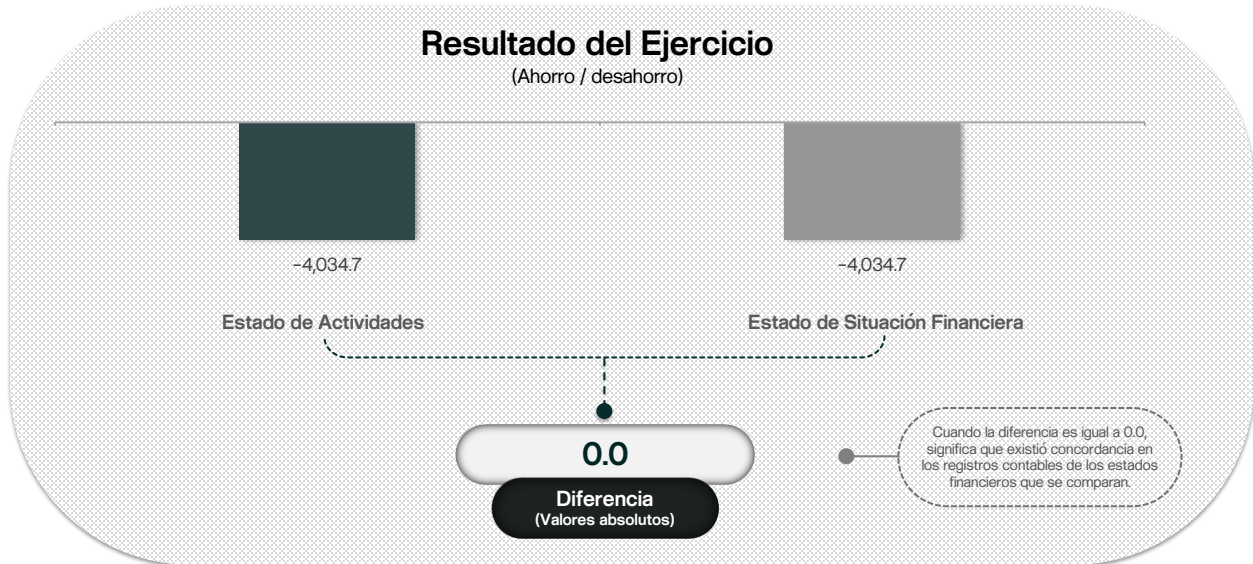 Resultado del Ejercicio
(Ahorro / desahorro)
-4,034.7
-4,034.7
Estado de Actividades
Estado de Situación Financiera
0.0
Diferencia
(Valores absolutos)
Cuando la diferencia es igual a 0.0,
significa que existió concordancia en
los registros contables de los estados
financieros que se comparan.